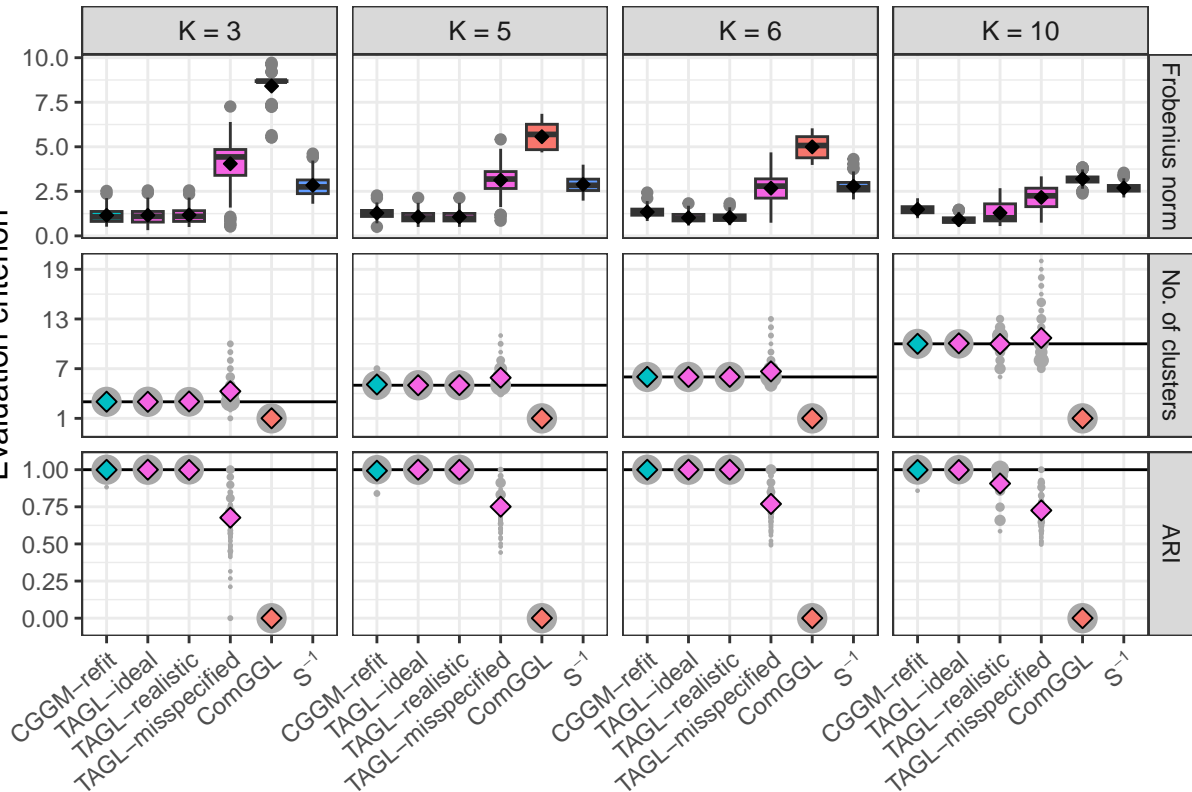 K = 3
K = 5
K = 6
K = 10
Evaluation criterion
10.0
7.5
5.0
2.5
0.0
Frobenius norm
19
13
7
1
No. of clusters
1.00
0.75
0.50
0.25
0.00
ARI
CGGM−refit
TAGL−ideal
TAGL−realistic
TAGL−misspecified
ComGGL
S⁻¹
CGGM−refit
TAGL−ideal
TAGL−realistic
TAGL−misspecified
ComGGL
S⁻¹
CGGM−refit
TAGL−ideal
TAGL−realistic
TAGL−misspecified
ComGGL
S⁻¹
CGGM−refit
TAGL−ideal
TAGL−realistic
TAGL−misspecified
ComGGL
S⁻¹